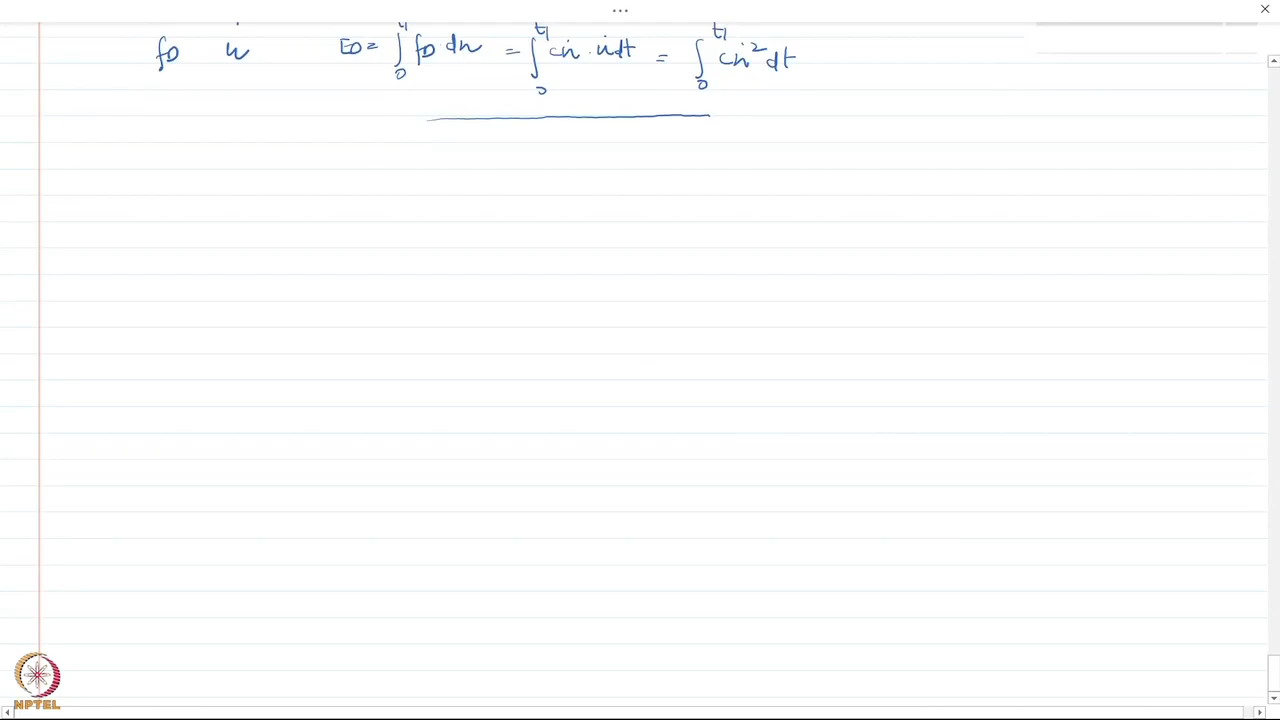 fD u ED = ∫₀ fD · du = ∫₀^t₁ cu̇ · u̇dt = ∫₀^t₁ cu̇² dt
NPTEL